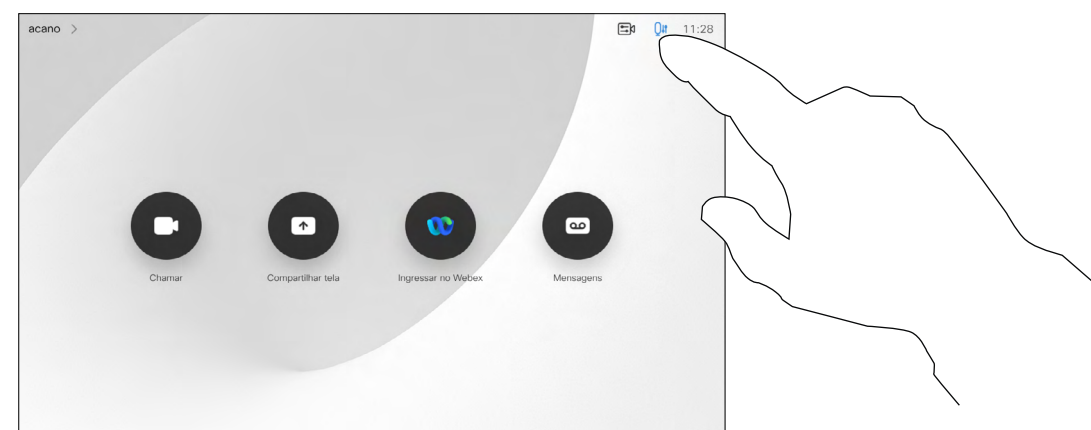 acano >
11:28
Chamar
Compartilhar tela
Ingressar no Webex
Mensagens